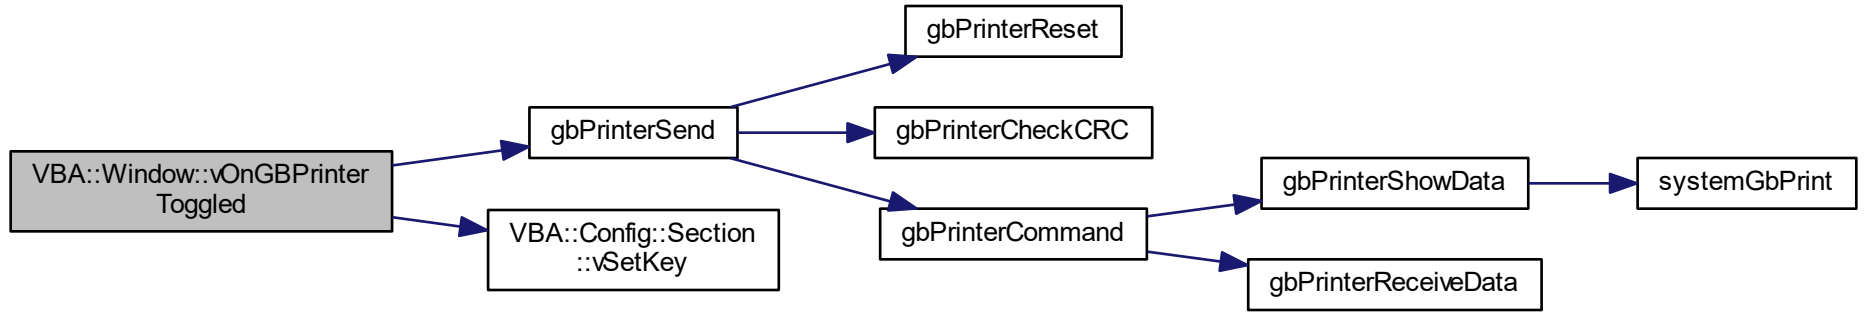 VBA::Window::vOnGBPrinter
Toggled
gbPrinterSend
VBA::Config::Section
::vSetKey
gbPrinterReset
gbPrinterCheckCRC
gbPrinterCommand
gbPrinterShowData
gbPrinterReceiveData
systemGbPrint